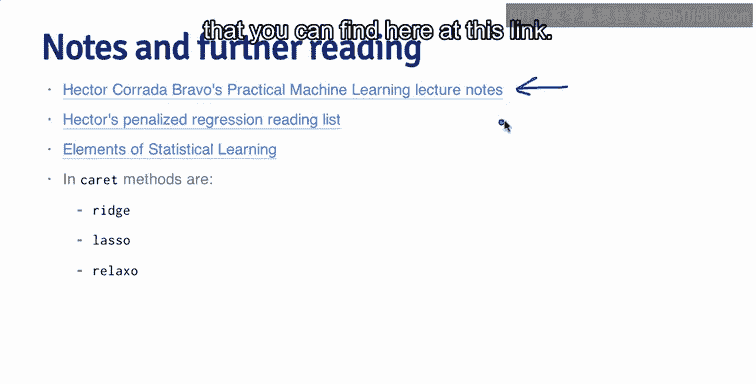 that you can find here at this link.
Notes and further reading
Hector Corrada Bravo's Practical Machine Learning lecture notes
Hector's penalized regression reading list
Elements of Statistical Learning
In caret methods are:
ridge
lasso
relaxo